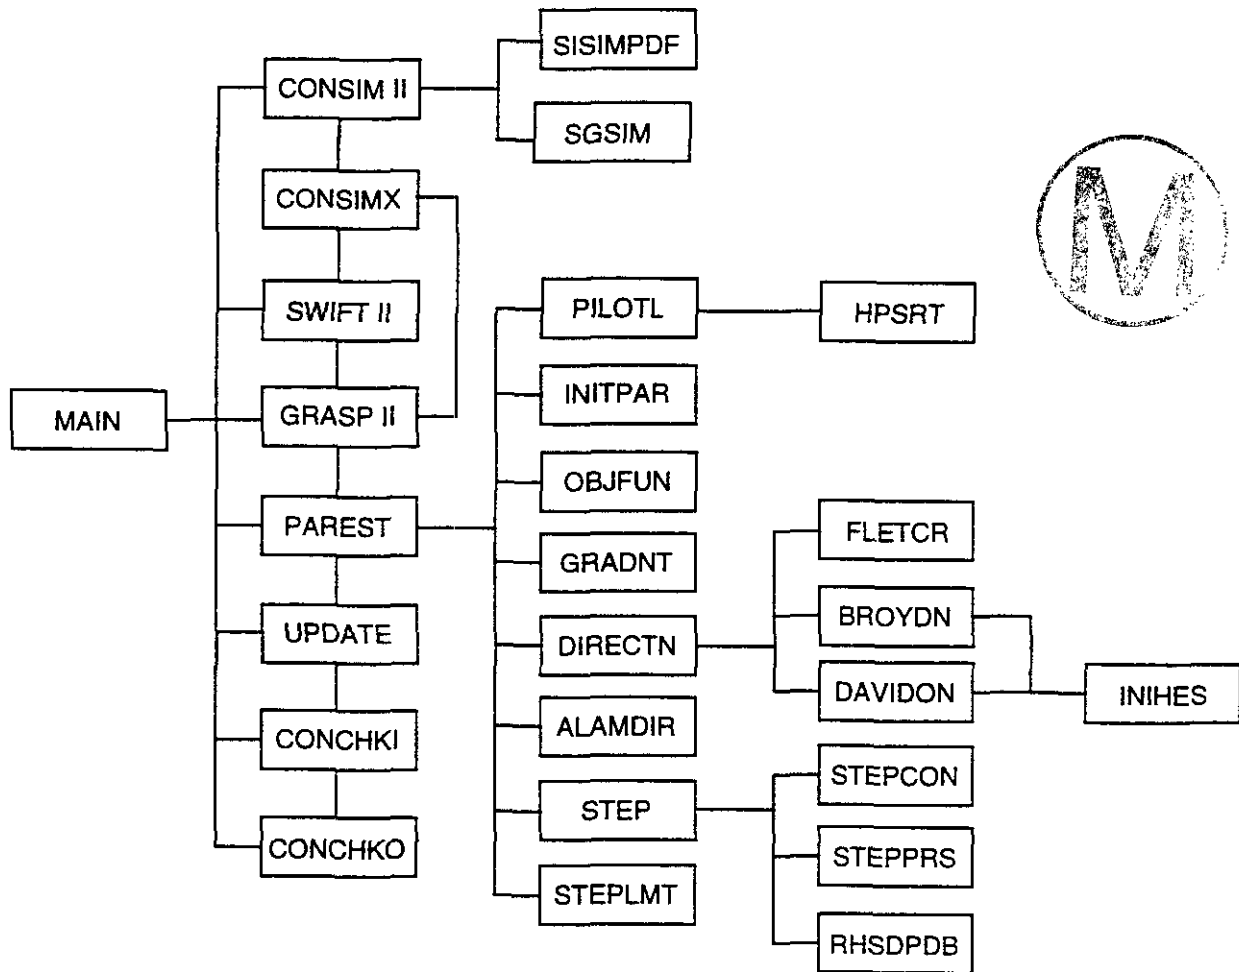 SISIMPDF
CONSIM II
SGSIM
CONSIMX
M
SWIFT II
PILOTL
HPSRT
MAIN
GRASP II
INITPAR
OBJFUN
PAREST
FLETCR
GRADNT
UPDATE
DIRECTN
BROYDN
DAVIDON
INIHES
CONCHKI
ALAMDIR
STEPCON
STEP
CONCHKO
STEPPRS
STEPLMT
RHSDPDB